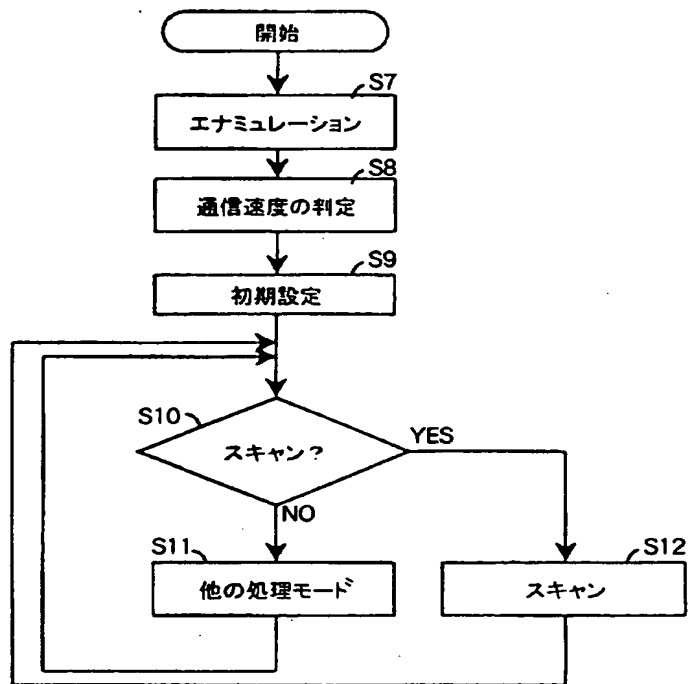 開始
S7
エナミュレーション
S8
通信速度の判定
S9
初期設定
S10
スキャン?
YES
NO
S11
他の処理モード
S12
スキャン